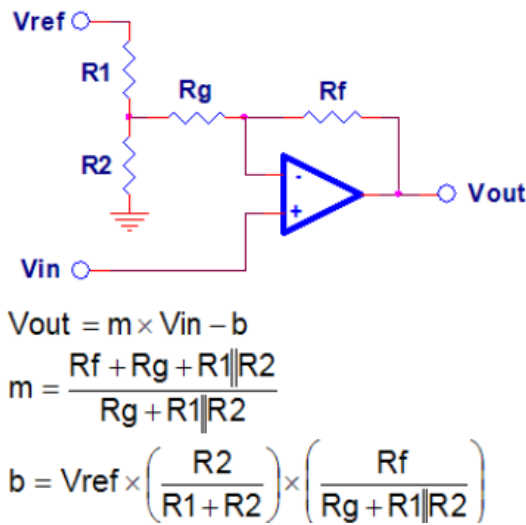 Vref
R1
Rg
Rf
R2
-
+
Vout
Vin
Vout = m × Vin − b
m = (Rf + Rg + R1‖R2) / (Rg + R1‖R2)
b = Vref × (R2 / (R1 + R2)) × (Rf / (Rg + R1‖R2))